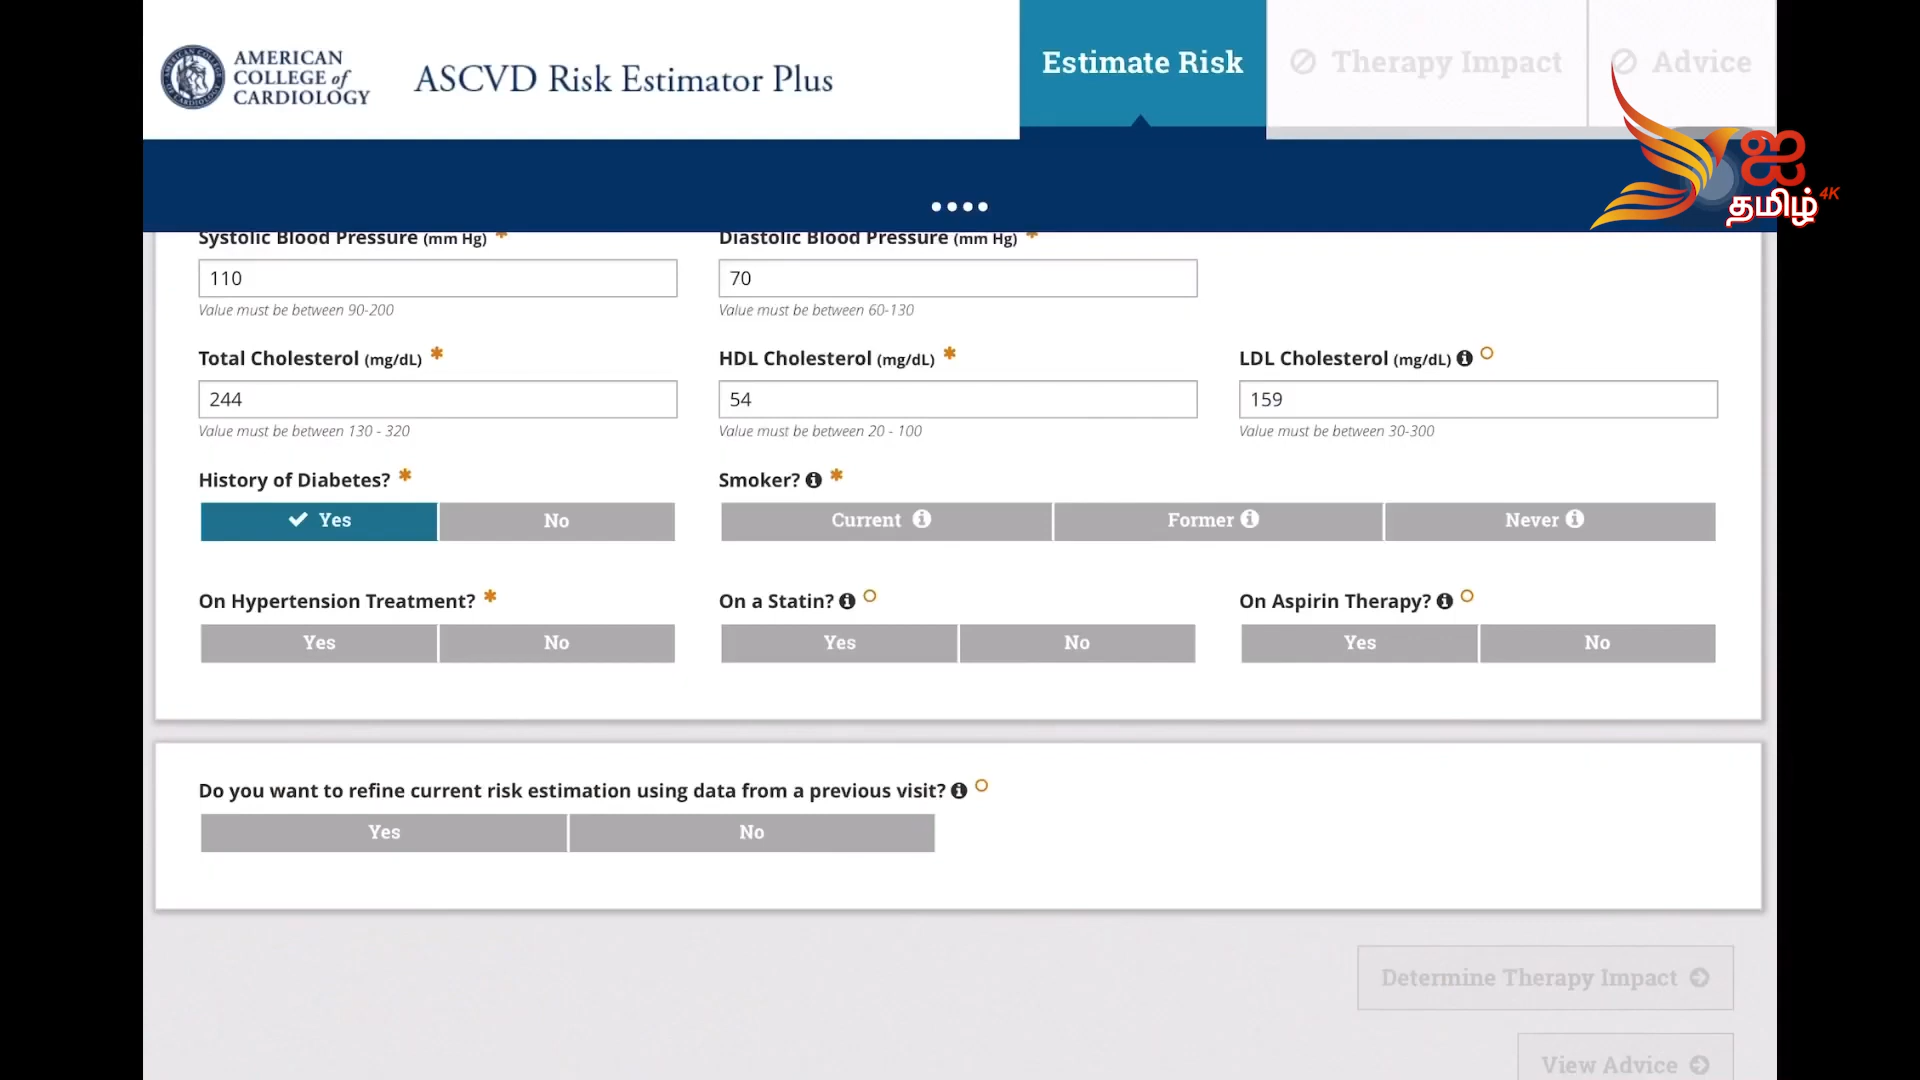 AMERICAN
COLLEGE of
CARDIOLOGY
ASCVD Risk Estimator Plus
Estimate Risk
Therapy Impact
Advice
ஐ
தமிழ் 4K
Systolic Blood Pressure (mm Hg) *
Diastolic Blood Pressure (mm Hg) *
110
70
Value must be between 90-200
Value must be between 60-130
Total Cholesterol (mg/dL) *
HDL Cholesterol (mg/dL) *
LDL Cholesterol (mg/dL)
244
54
159
Value must be between 130 - 320
Value must be between 20 - 100
Value must be between 30-300
History of Diabetes? *
Smoker? *
Yes
No
Current
Former
Never
On Hypertension Treatment? *
On a Statin?
On Aspirin Therapy?
Yes
No
Yes
No
Yes
No
Do you want to refine current risk estimation using data from a previous visit?
Yes
No
Determine Therapy Impact
View Advice